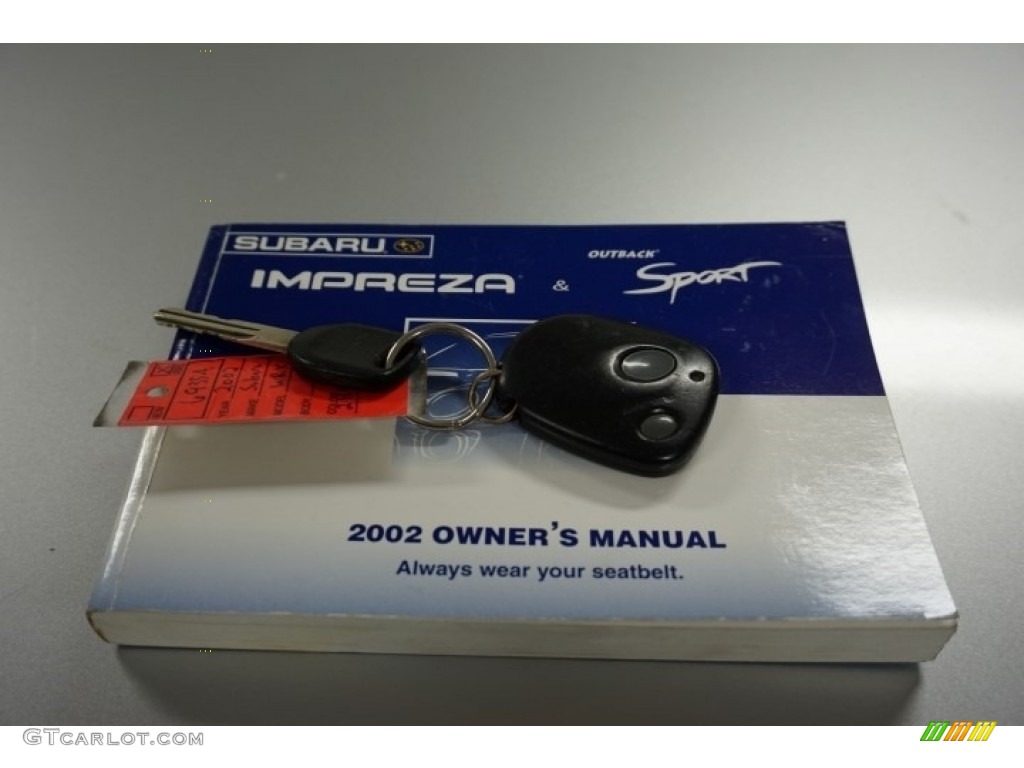 SUBARU
IMPREZA & OUTBACK Sport
2002 OWNER'S MANUAL
Always wear your seatbelt.
GTCARLOT.COM